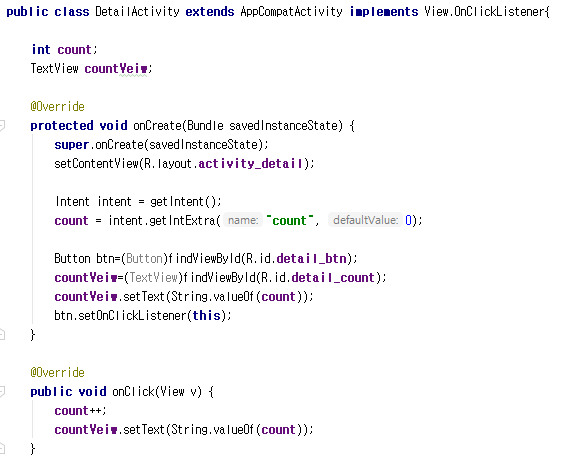 public class DetailActivity extends AppCompatActivity implements View.OnClickListener{
int count;
TextView countVeiw;
@Override
protected void onCreate(Bundle savedInstanceState) {
super.onCreate(savedInstanceState);
setContentView(R.layout.activity_detail);
Intent intent = getIntent();
count = intent.getIntExtra( name: "count", defaultValue: 0);
Button btn=(Button)findViewById(R.id.detail_btn);
countVeiw=(TextView)findViewById(R.id.detail_count);
countVeiw.setText(String.valueOf(count));
btn.setOnClickListener(this);
}
@Override
public void onClick(View v) {
count++;
countVeiw.setText(String.valueOf(count));
}